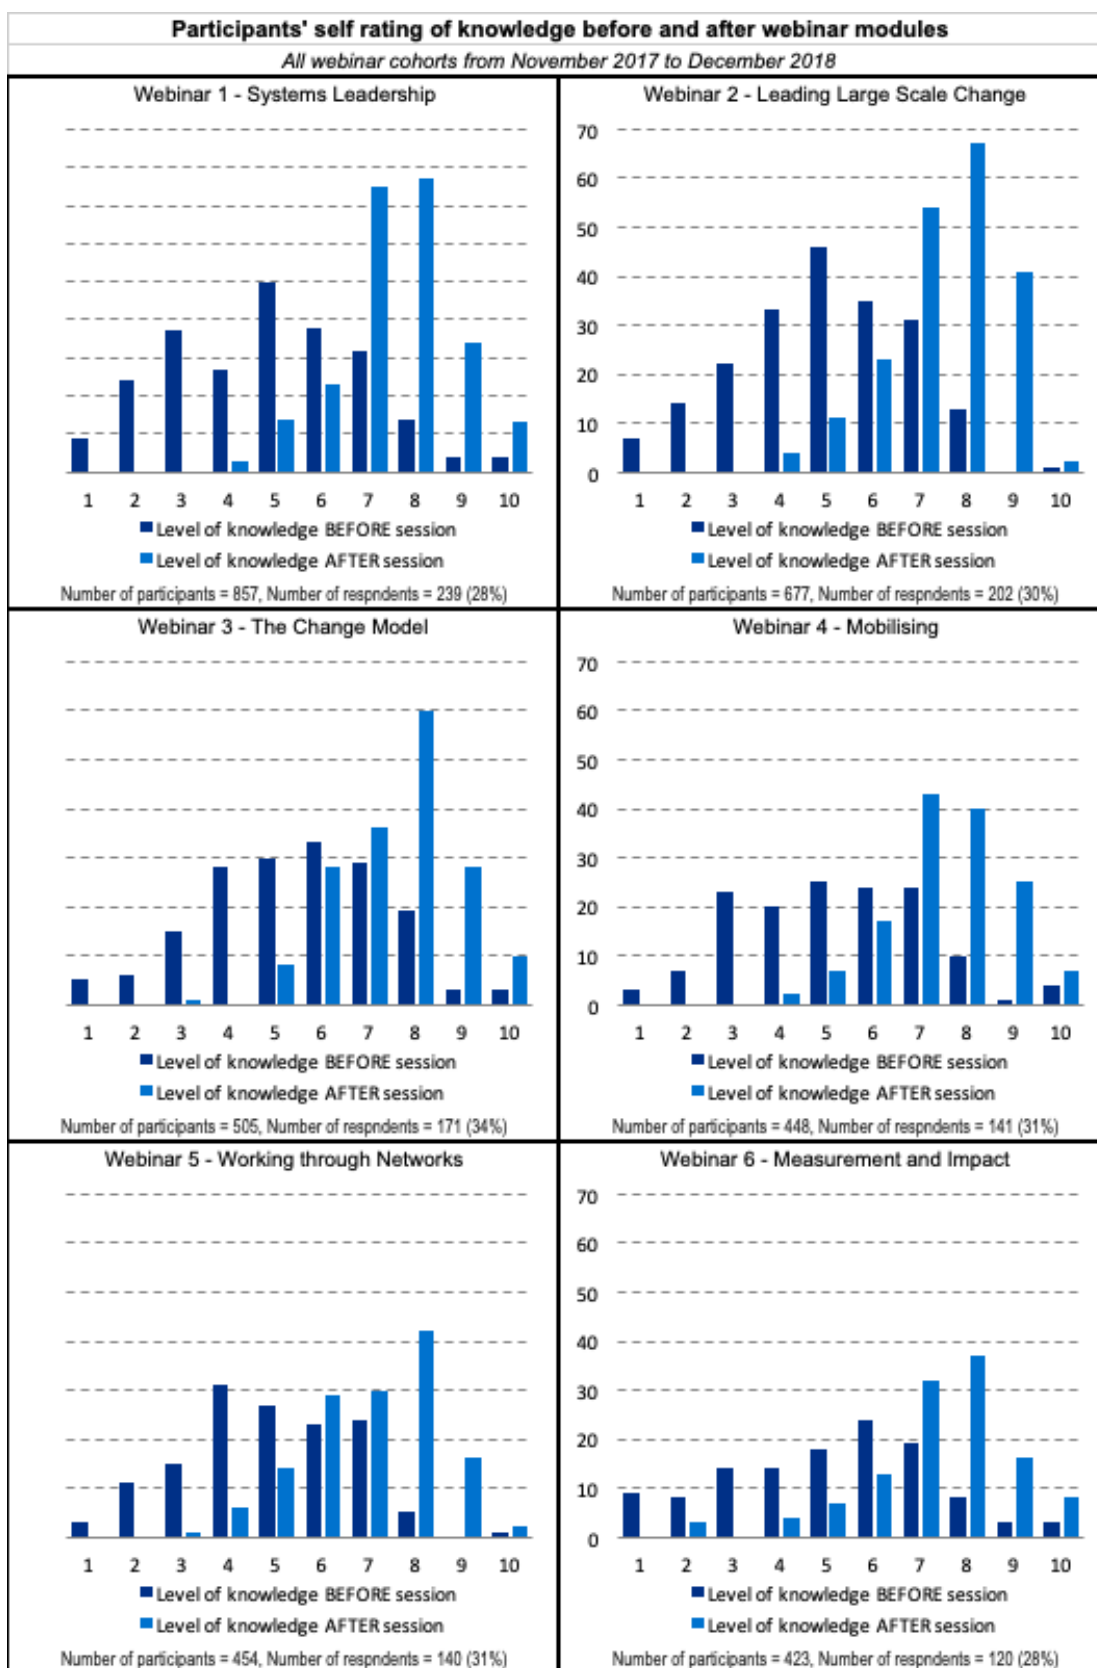 Participants' self rating of knowledge before and after webinar modules
All webinar cohorts from November 2017 to December 2018
Webinar 1 - Systems Leadership
1 2 3 4 5 6 7 8 9 10
Level of knowledge BEFORE session
Level of knowledge AFTER session
Number of participants = 857, Number of respndents = 239 (28%)
Webinar 2 - Leading Large Scale Change
70
60
50
40
30
20
10
0
1 2 3 4 5 6 7 8 9 10
Level of knowledge BEFORE session
Level of knowledge AFTER session
Number of participants = 677, Number of respndents = 202 (30%)
Webinar 3 - The Change Model
1 2 3 4 5 6 7 8 9 10
Level of knowledge BEFORE session
Level of knowledge AFTER session
Number of participants = 505, Number of respndents = 171 (34%)
Webinar 4 - Mobilising
70
60
50
40
30
20
10
0
1 2 3 4 5 6 7 8 9 10
Level of knowledge BEFORE session
Level of knowledge AFTER session
Number of participants = 448, Number of respndents = 141 (31%)
Webinar 5 - Working through Networks
1 2 3 4 5 6 7 8 9 10
Level of knowledge BEFORE session
Level of knowledge AFTER session
Number of participants = 454, Number of respndents = 140 (31%)
Webinar 6 - Measurement and Impact
70
60
50
40
30
20
10
0
1 2 3 4 5 6 7 8 9 10
Level of knowledge BEFORE session
Level of knowledge AFTER session
Number of participants = 423, Number of respndents = 120 (28%)